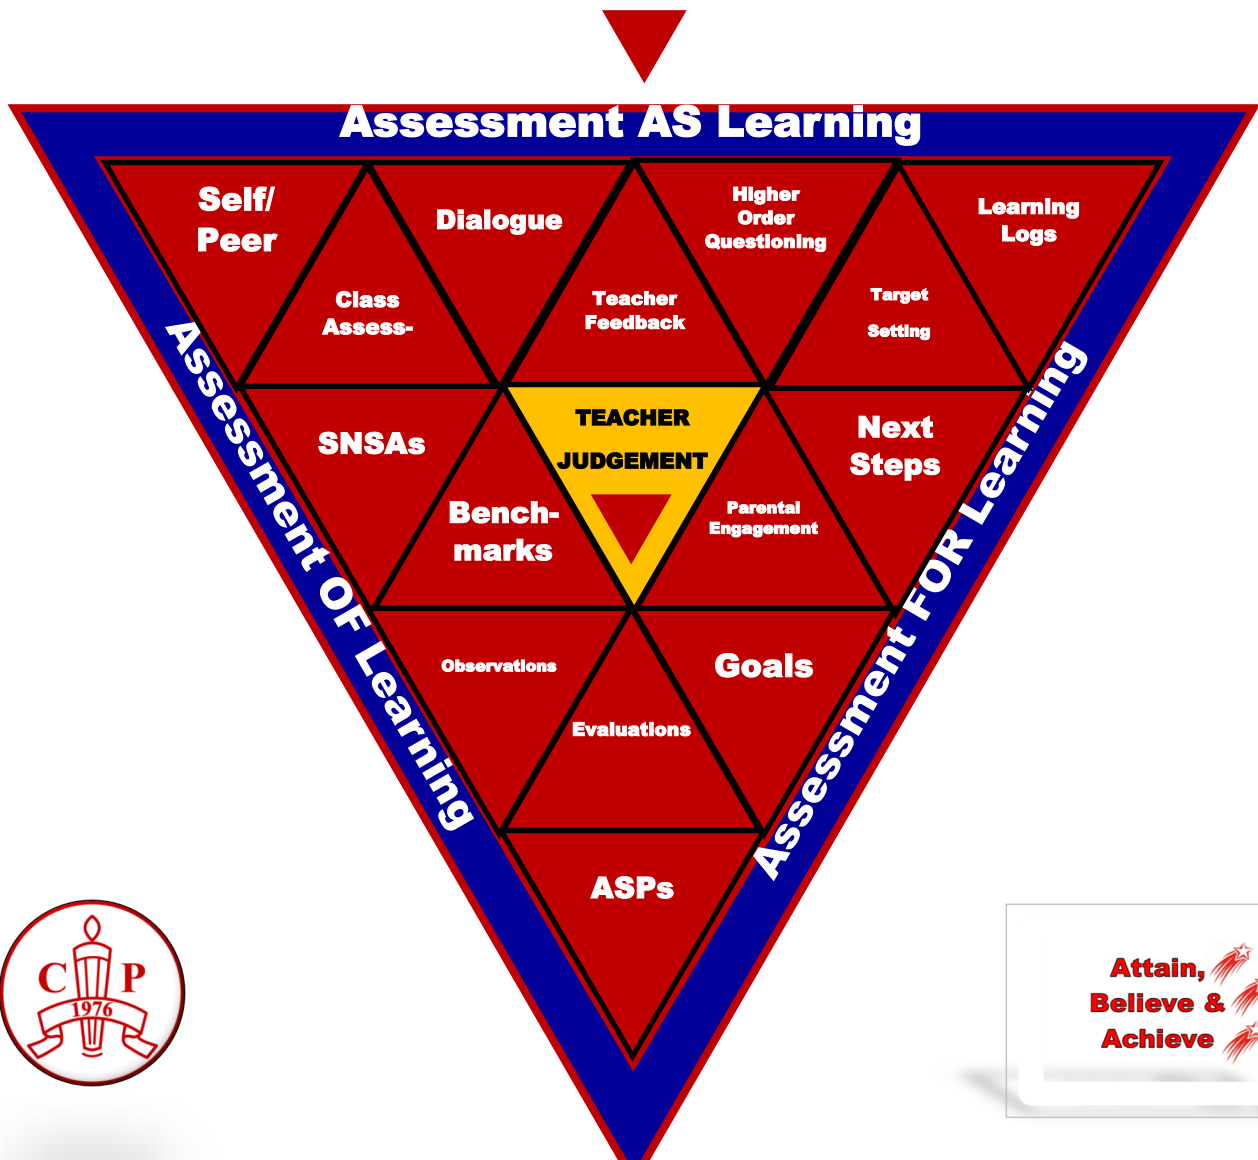 Assessment AS Learning
Self/
Peer
Dialogue
Higher
Order
Questioning
Learning
Logs
Class
Assess-
Teacher
Feedback
Target
Setting
Assessment OF Learning
Assessment FOR Learning
SNSAs
TEACHER
JUDGEMENT
Next
Steps
Bench-
marks
Parental
Engagement
Observations
Goals
Evaluations
ASPs
C P
1976
Attain,
Believe &
Achieve